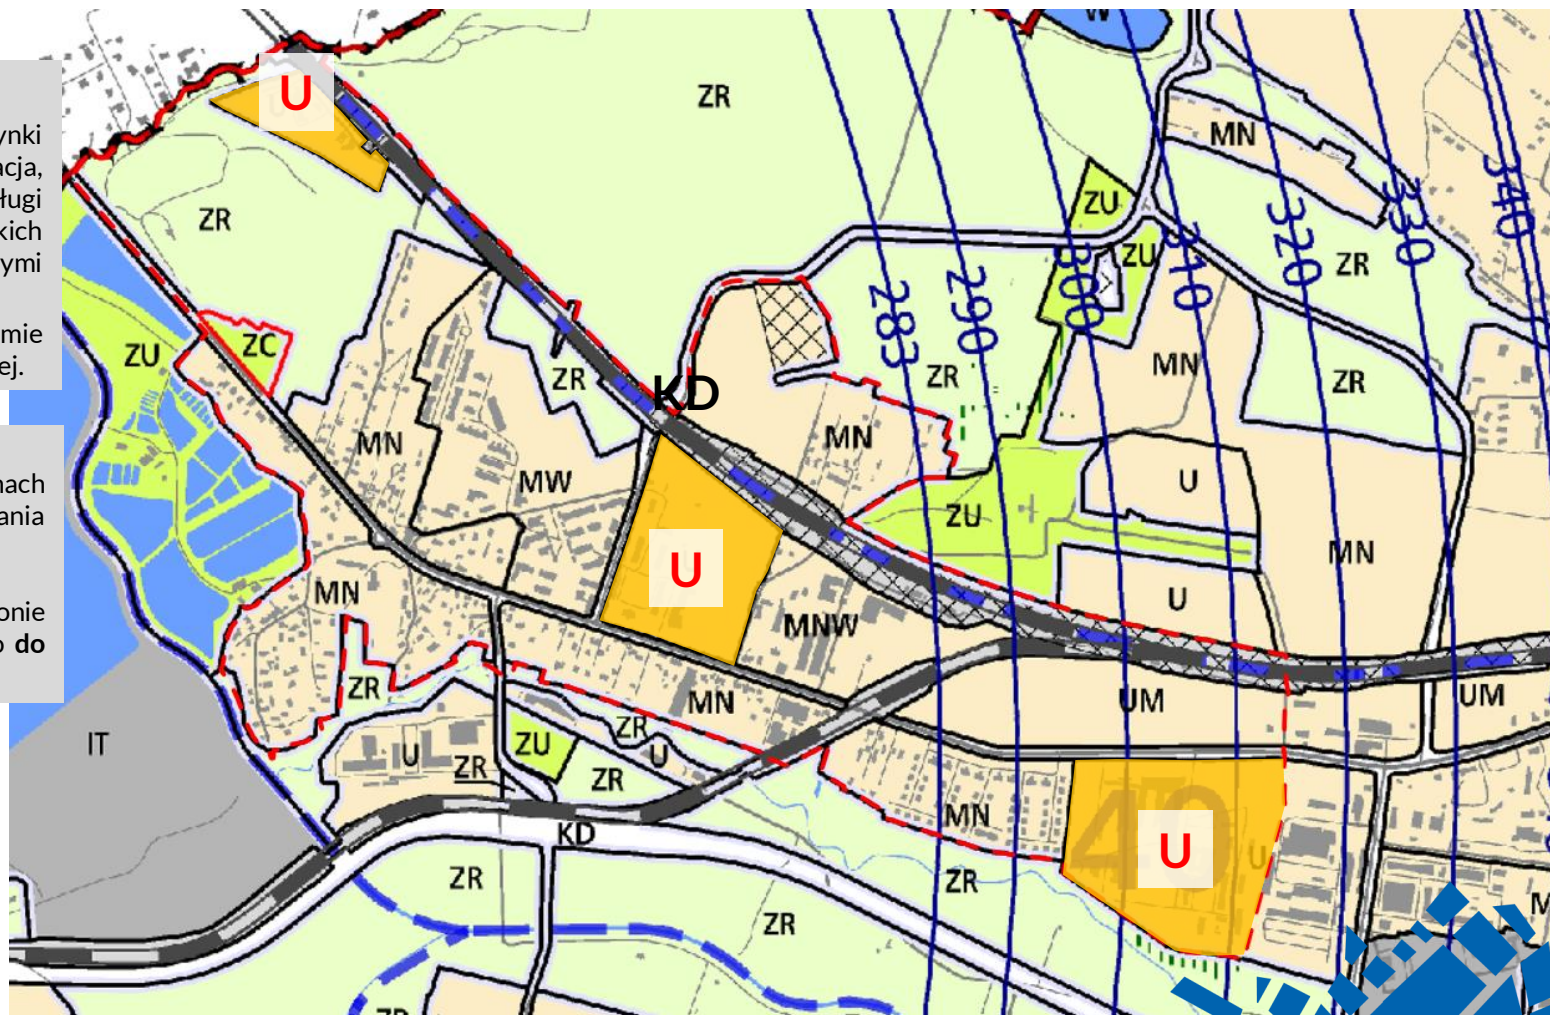 W
U
ZR
ynki
acja,
ługi
kich
ymi
mie
ej.
MN
ZU
ZR
ZU
340
330
320
310
300
290
283
ZR
ZC
ZU
ZR
ZR
MN
ZR
KD
MN
MN
MW
U
nach
ania
ZU
MN
U
MN
U
MNW
onie
o do
ZR
MN
UM
UM
ZR
U
ZU
IT
U
ZR
ZR
MN
KD
40
U
U
ZR
ZR
ZR
M
ZR